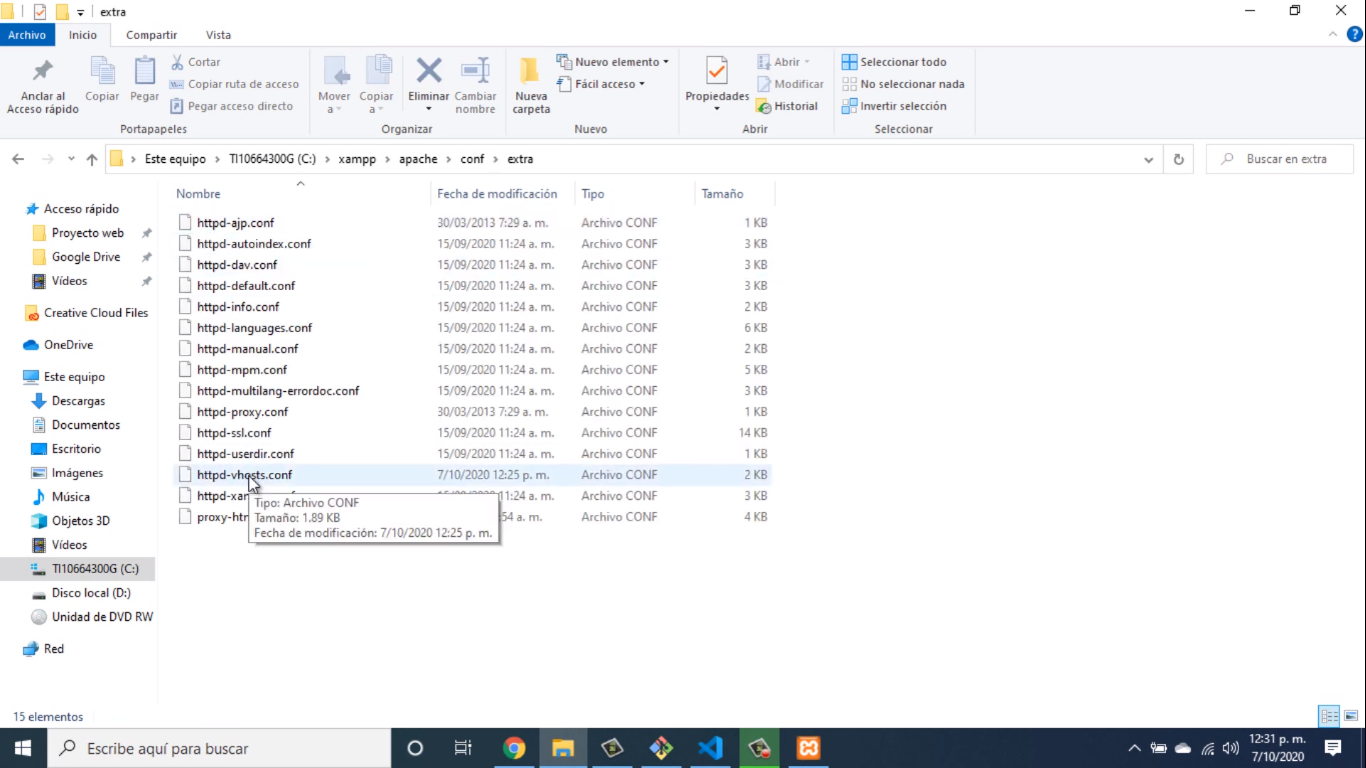 extra
Archivo Inicio Compartir Vista
Anclar al Acceso rápido
Copiar
Pegar
Cortar
Copiar ruta de acceso
Pegar acceso directo
Portapapeles
Mover a
Copiar a
Eliminar
Cambiar nombre
Organizar
Nueva carpeta
Nuevo elemento
Fácil acceso
Nuevo
Propiedades
Abrir
Modificar
Historial
Abrir
Seleccionar todo
No seleccionar nada
Invertir selección
Seleccionar
Este equipo > TI10664300G (C:) > xampp > apache > conf > extra
Buscar en extra
Acceso rápido
Proyecto web
Google Drive
Vídeos
Creative Cloud Files
OneDrive
Este equipo
Descargas
Documentos
Escritorio
Imágenes
Música
Objetos 3D
Vídeos
TI10664300G (C:)
Disco local (D:)
Unidad de DVD RW
Red
Nombre Fecha de modificación Tipo Tamaño
httpd-ajp.conf 30/03/2013 7:29 a. m. Archivo CONF 1 KB
httpd-autoindex.conf 15/09/2020 11:24 a. m. Archivo CONF 3 KB
httpd-dav.conf 15/09/2020 11:24 a. m. Archivo CONF 3 KB
httpd-default.conf 15/09/2020 11:24 a. m. Archivo CONF 3 KB
httpd-info.conf 15/09/2020 11:24 a. m. Archivo CONF 2 KB
httpd-languages.conf 15/09/2020 11:24 a. m. Archivo CONF 6 KB
httpd-manual.conf 15/09/2020 11:24 a. m. Archivo CONF 2 KB
httpd-mpm.conf 15/09/2020 11:24 a. m. Archivo CONF 5 KB
httpd-multilang-errordoc.conf 15/09/2020 11:24 a. m. Archivo CONF 3 KB
httpd-proxy.conf 30/03/2013 7:29 a. m. Archivo CONF 1 KB
httpd-ssl.conf 15/09/2020 11:24 a. m. Archivo CONF 14 KB
httpd-userdir.conf 15/09/2020 11:24 a. m. Archivo CONF 1 KB
httpd-vhosts.conf 7/10/2020 12:25 p. m. Archivo CONF 2 KB
Archivo CONF 3 KB
Archivo CONF 4 KB
Tipo: Archivo CONF
Tamaño: 1.89 KB
Fecha de modificación: 7/10/2020 12:25 p. m.
15 elementos
Escribe aquí para buscar
12:31 p. m.
7/10/2020